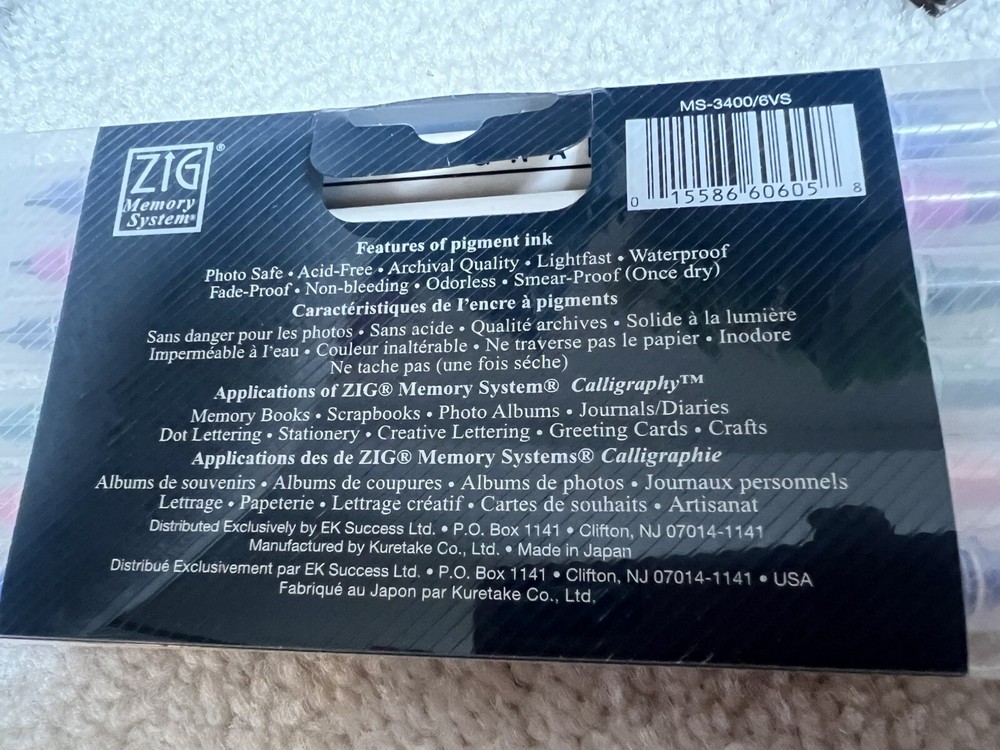 MS-3400/6VS
0 15586 60605 8
ZIG®
Memory
System®
Features of pigment ink
Photo Safe • Acid-Free • Archival Quality • Lightfast • Waterproof
Fade-Proof • Non-bleeding • Odorless • Smear-Proof (Once dry)
Caractéristiques de l'encre à pigments
Sans danger pour les photos • Sans acide • Qualité archives • Solide à la lumière
Imperméable à l'eau • Couleur inaltérable • Ne traverse pas le papier • Inodore
Ne tache pas (une fois séche)
Applications of ZIG® Memory System® Calligraphy™
Memory Books • Scrapbooks • Photo Albums • Journals/Diaries
Dot Lettering • Stationery • Creative Lettering • Greeting Cards • Crafts
Applications des de ZIG® Memory Systems® Calligraphie
Albums de souvenirs • Albums de coupures • Albums de photos • Journaux personnels
Lettrage • Papeterie • Lettrage créatif • Cartes de souhaits • Artisanat
Distributed Exclusively by EK Success Ltd. • P.O. Box 1141 • Clifton, NJ 07014-1141
Manufactured by Kuretake Co., Ltd. • Made in Japan
Distribué Exclusivement par EK Success Ltd. • P.O. Box 1141 • Clifton, NJ 07014-1141 • USA
Fabriqué au Japon par Kuretake Co., Ltd,